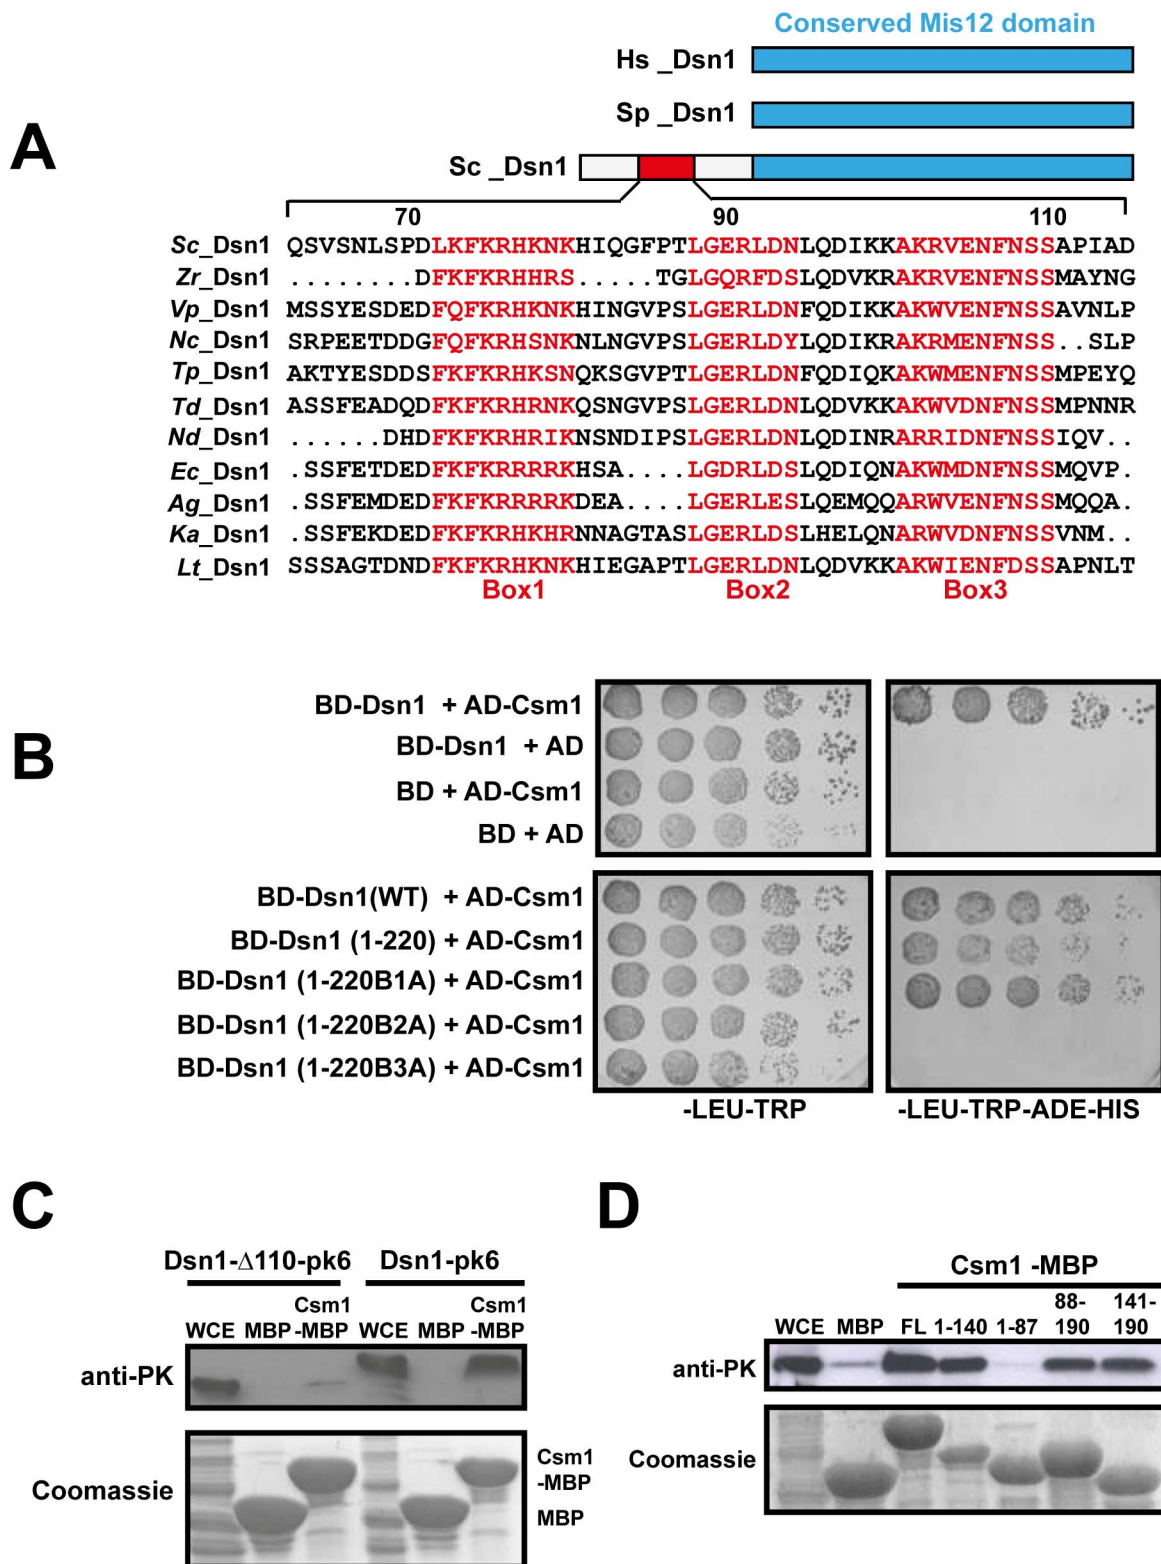 Conserved Mis12 domain
Hs _Dsn1
Sp _Dsn1
A
Sc _Dsn1
70 90 110
Sc_Dsn1 QSVSNLSPDLKFKRHKNKHIQGFPTLGERLDNLQDIKKAKRVENFNSSAPIAD
Zr_Dsn1 ........DFKFKRHHRS.....TGLGQRFDSLQDVKRAKRVENFNSSMAYNG
Vp_Dsn1 MSSYESDEDFQFKRHKNKHINGVPSLGERLDNFQDIKKAKWVENFNSSAVNLP
Nc_Dsn1 SRPEETDDGFQFKRHSNKNLNGVPSLGERLDYLQDIKKAKRMENFNSS..SLP
Tp_Dsn1 AKTYESDDSFKFKRHKSNQKSGVPTLGERLDNFQDIQKAKWMENFNSSMPEYQ
Td_Dsn1 ASSFEADQDFKFKRHRNKQSNGVPSLGERLDNLQDVKKAKWVDNFNSSMPNNR
Nd_Dsn1 ......DHDFKFKRHRIKNSNDIPSLGERLDNLQDINRARRIDNFNSSIQV..
Ec_Dsn1 .SSFETDEDFKFKRRRRKHSA....LGDRLDSLQDIQNAKWMDNFNSSMQVP.
Ag_Dsn1 .SSFEMDEDFKFKRRRRKDEA....LGERLESLQEMQQARWVENFNSSMQQA.
Ka_Dsn1 .SSFEKDEDFKFKRHKHRNNAGTASLGERLDSLHELQNARWVDNFNSSVNM..
Lt_Dsn1 SSSAGTDNDFKFKRHKNKHIEGAPTLGERLDNLQDVKKAKWIENFDSSAPNLT
Box1 Box2 Box3
B
BD-Dsn1 + AD-Csm1
BD-Dsn1 + AD
BD + AD-Csm1
BD + AD
BD-Dsn1(WT) + AD-Csm1
BD-Dsn1 (1-220) + AD-Csm1
BD-Dsn1 (1-220B1A) + AD-Csm1
BD-Dsn1 (1-220B2A) + AD-Csm1
BD-Dsn1 (1-220B3A) + AD-Csm1
-LEU-TRP -LEU-TRP-ADE-HIS
C
Dsn1-Δ110-pk6 Dsn1-pk6
WCE MBP Csm1 -MBP WCE MBP Csm1 -MBP
anti-PK
Coomassie
Csm1 -MBP
MBP
D
Csm1 -MBP
WCE MBP FL 1-140 1-87 88-190 141-190
anti-PK
Coomassie